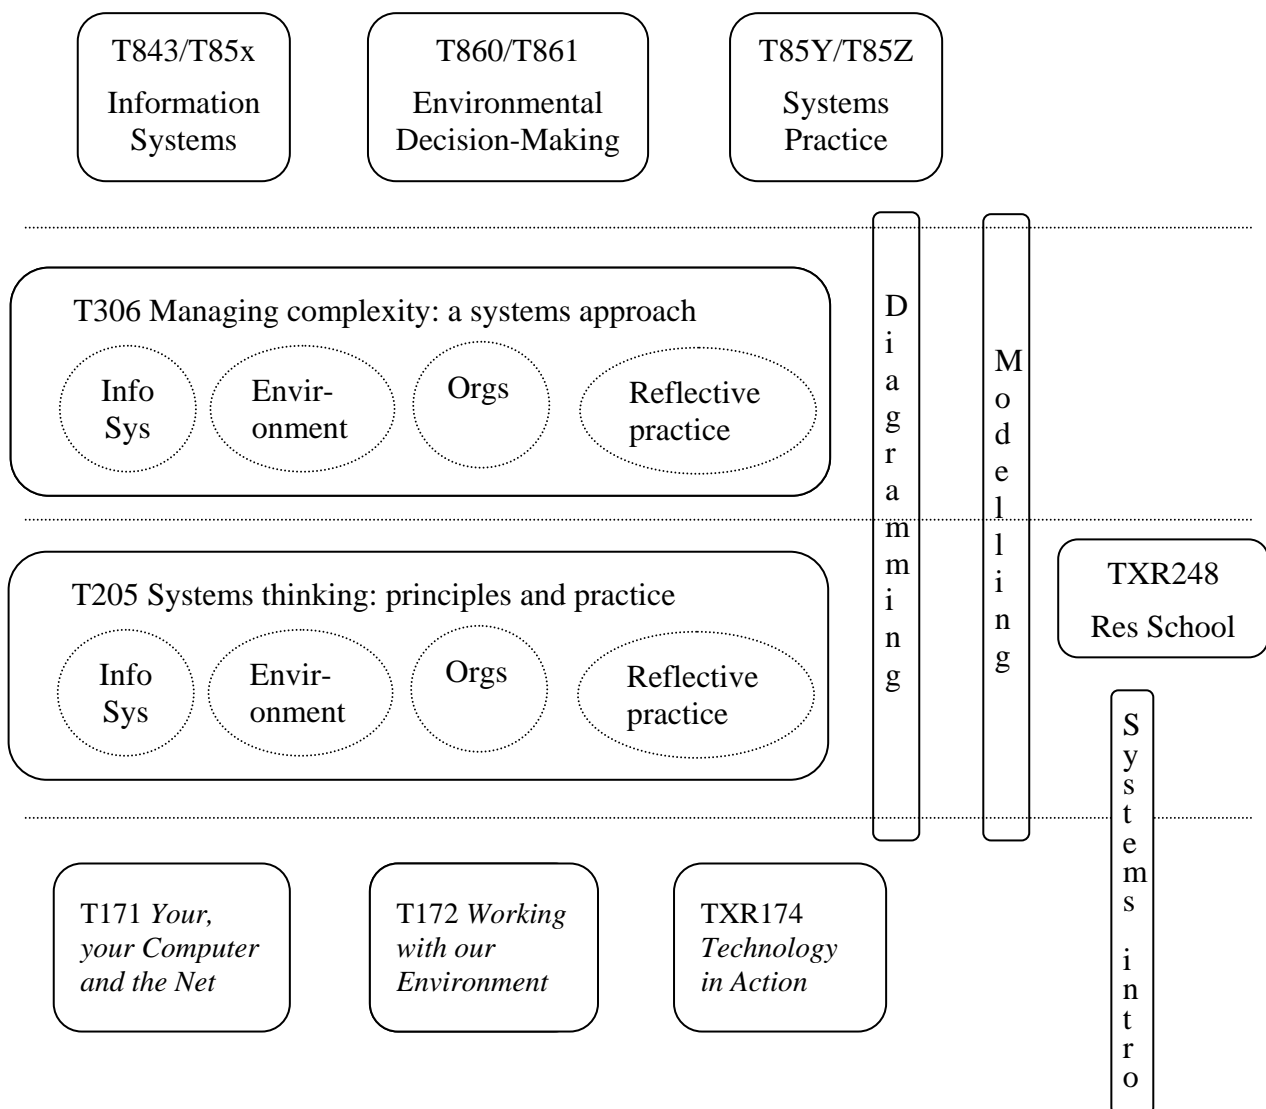 T843/T85x
Information
Systems
T860/T861
Environmental
Decision-Making
T85Y/T85Z
Systems
Practice
T306 Managing complexity: a systems approach
Info
Sys
Envir-
onment
Orgs
Reflective
practice
Diagramming
Modelling
T205 Systems thinking: principles and practice
Info
Sys
Envir-
onment
Orgs
Reflective
practice
TXR248
Res School
Systems intro
T171 Your,
your Computer
and the Net
T172 Working
with our
Environment
TXR174
Technology
in Action